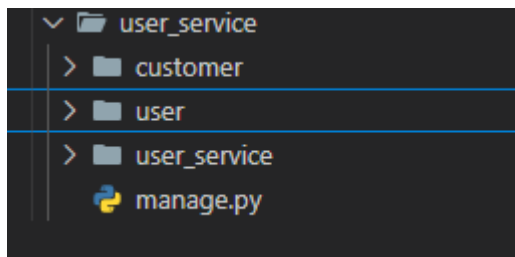 user_service
customer
user
user_service
manage.py